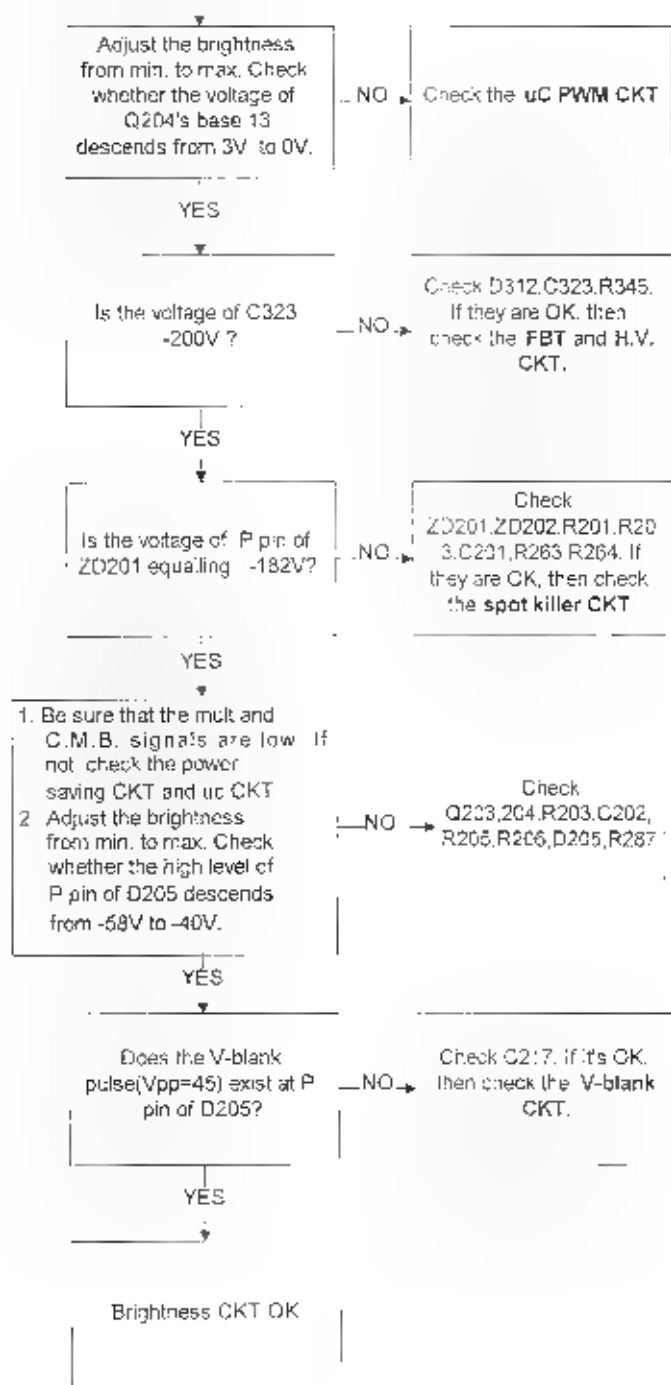 Adjust the brightness
from min. to max. Check
whether the voltage of
Q204's base 13
descends from 3V to 0V.
NO
Check the uC PWM CKT
YES
Is the voltage of C323
-200V ?
NO
Check D312.C323.R345.
If they are OK. then
check the FBT and H.V.
CKT.
YES
Is the voltage of P pin of
ZD201 equalling -182V?
NO
Check
ZD201.ZD202.R201.R20
3.C201,R263 R264. If
they are OK, then check
the spot killer CKT
YES
1. Be sure that the mult and
C.M.B. signals are low If
not check the power
saving CKT and uc CKT
2 Adjust the brightness
from min. to max. Check
whether the high level of
P pin of D205 descends
from -58V to -40V.
NO
Check
Q203,204.R203.C202,
R205.R206,D205,R287
YES
Does the V-blank
pulse(Vpp=45) exist at P
pin of D205?
NO
Check C217. if it's OK.
then check the V-blank
CKT.
YES
Brightness CKT OK